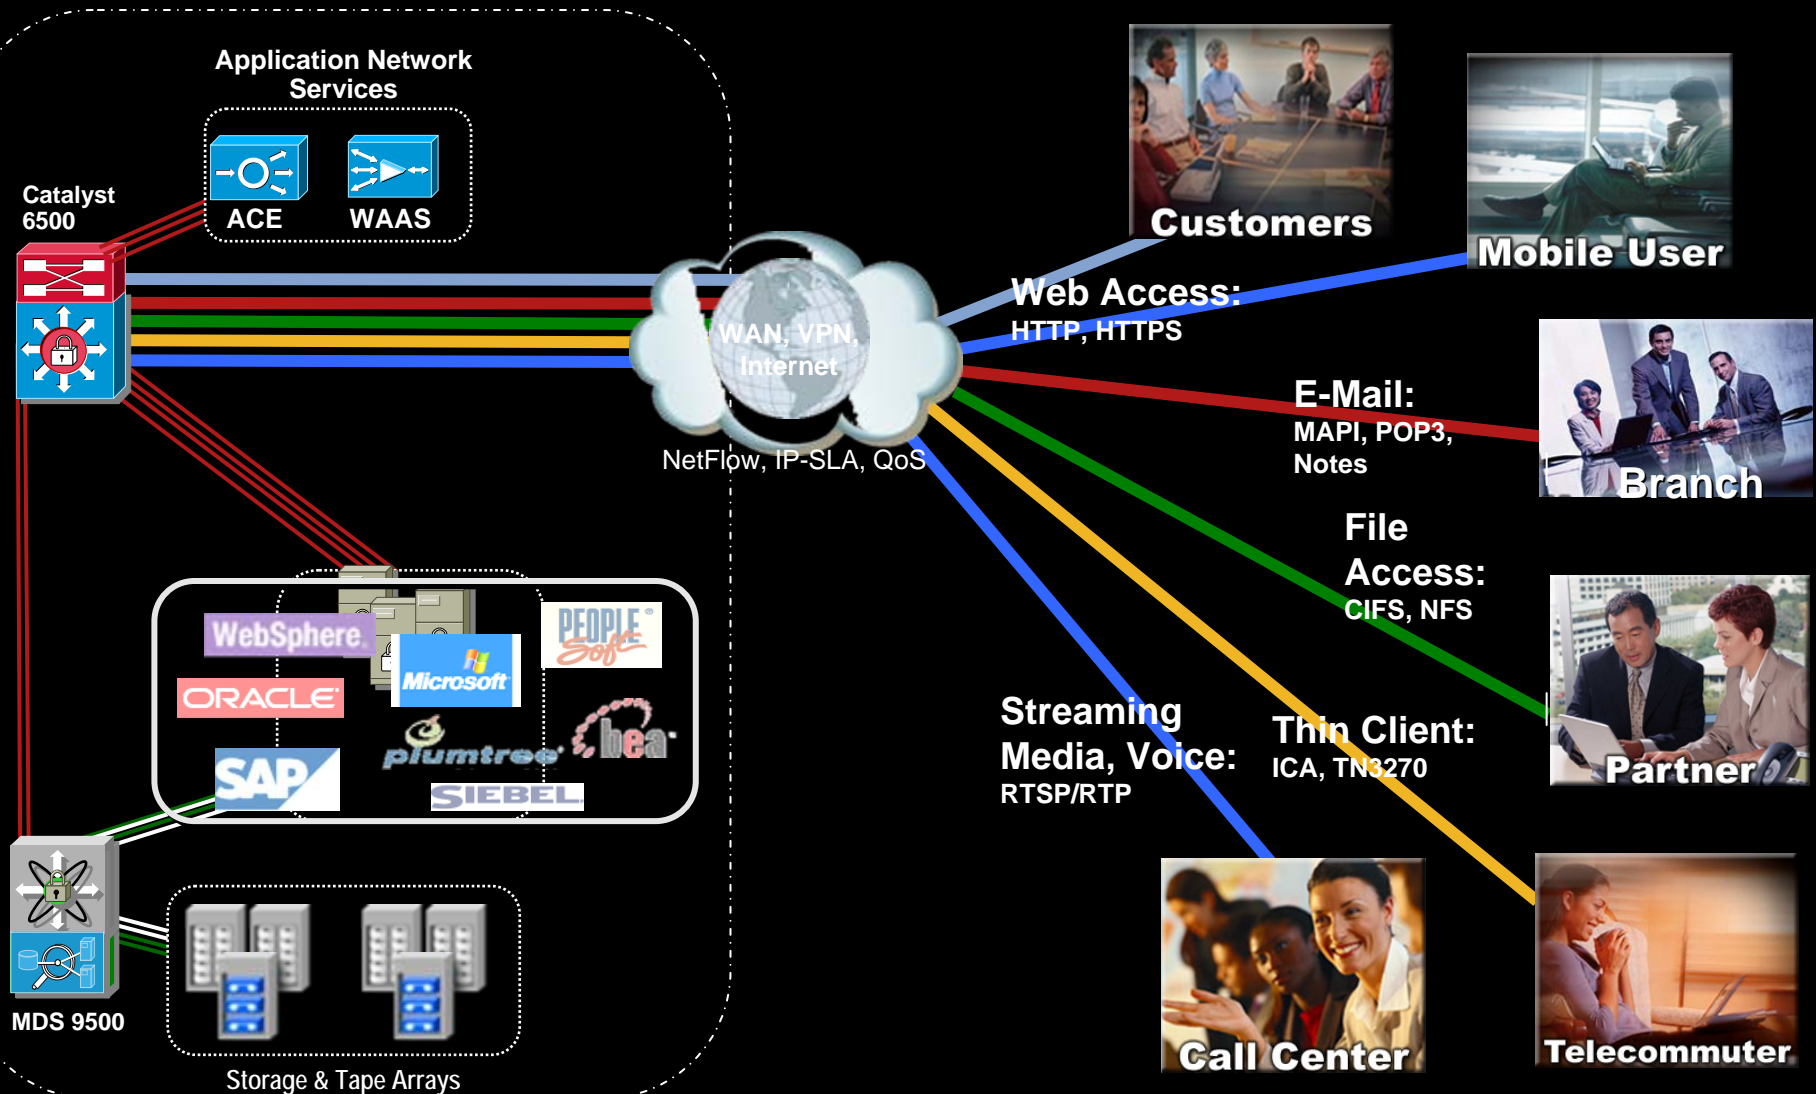 Application Network
Services
ACE
WAAS
Catalyst
6500
WAN, VPN,
Internet
NetFlow, IP-SLA, QoS
Customers
Mobile User
Web Access:
HTTP, HTTPS
E-Mail:
MAPI, POP3,
Notes
Branch
File
Access:
CIFS, NFS
Partner
Streaming
Media, Voice:
RTSP/RTP
Thin Client:
ICA, TN3270
Call Center
Telecommuter
WebSphere.
PEOPLE
Soft
Microsoft
ORACLE
plumtree
bea
SAP
SIEBEL
MDS 9500
Storage & Tape Arrays